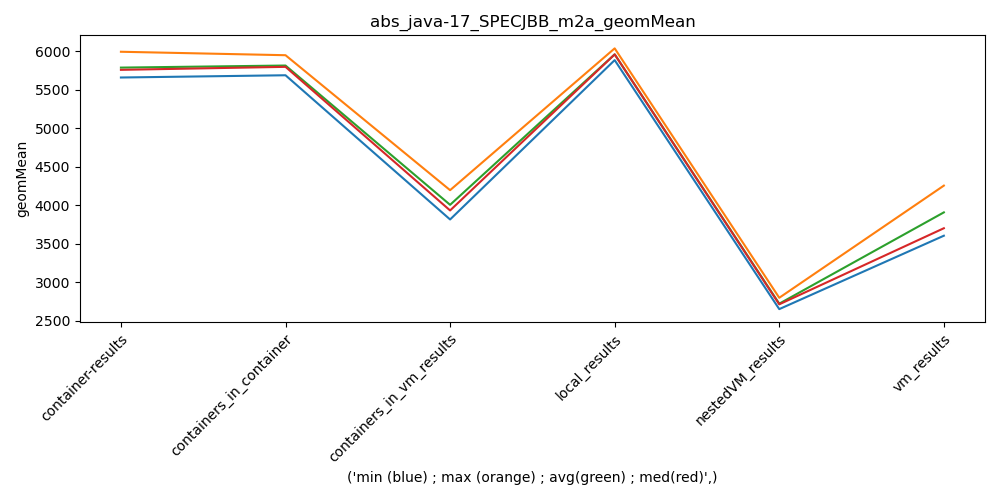 abs_java-17_SPECJBB_m2a_geomMean
geomMean
6000
5500
5000
4500
4000
3500
3000
2500
container-results
containers_in_container
containers_in_vm_results
local_results
nestedVM_results
vm_results
('min (blue) ; max (orange) ; avg(green) ; med(red)',)